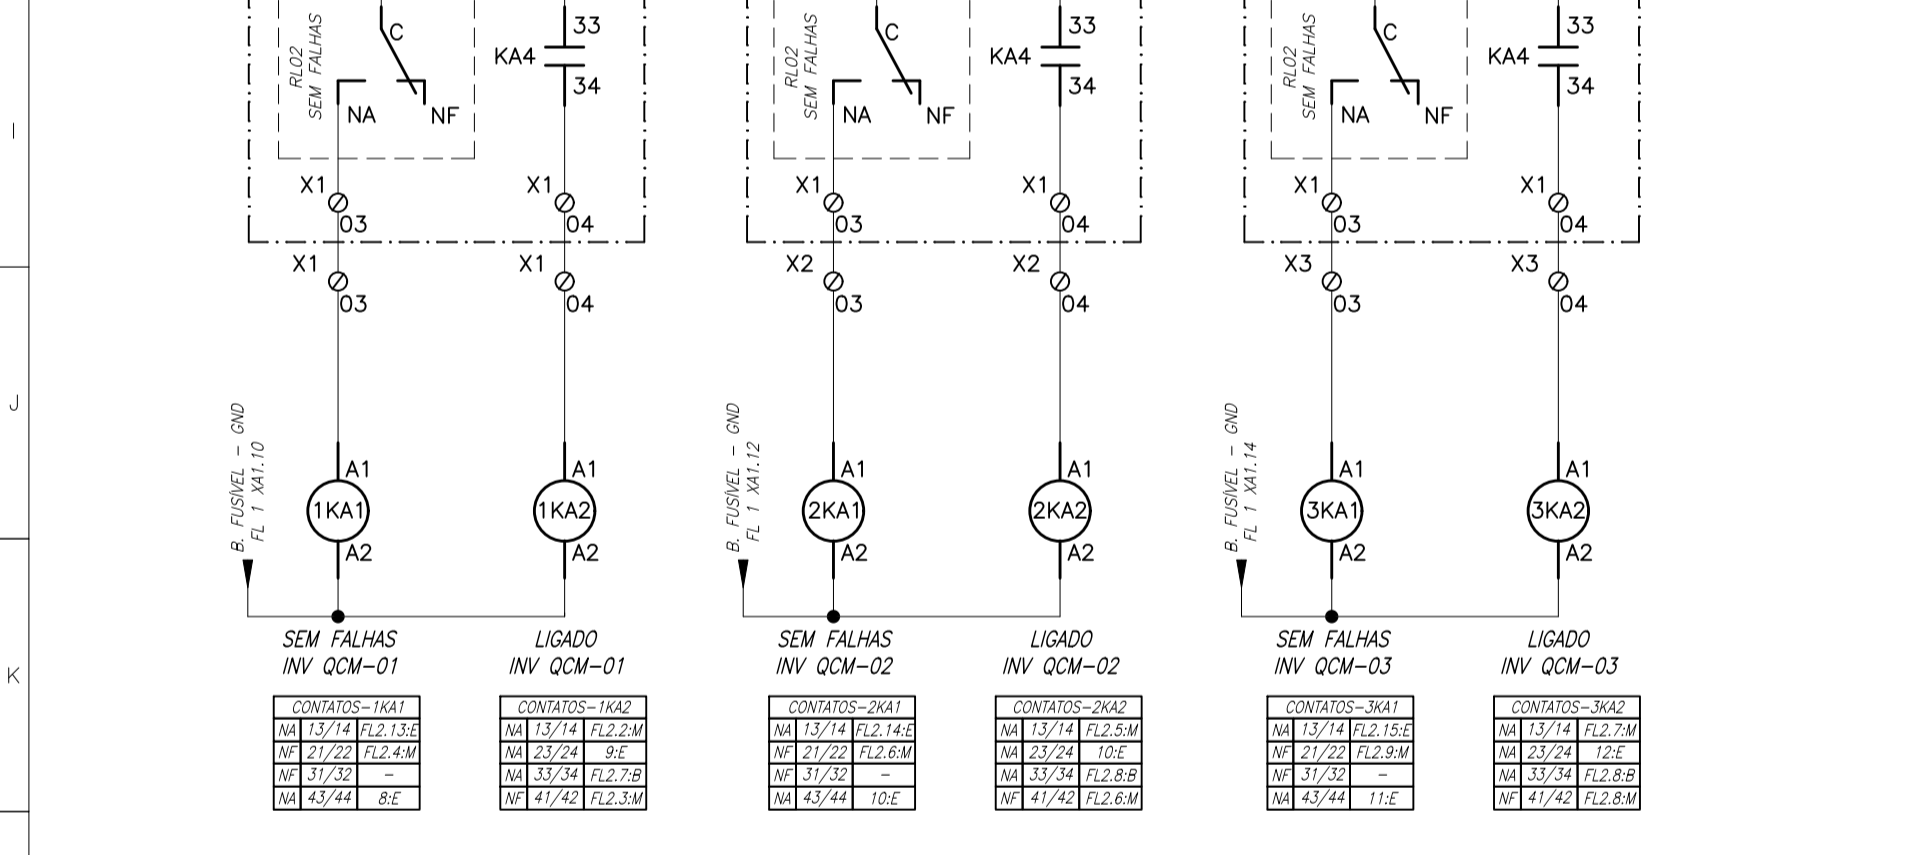 I
J
K
RL02
SEM FALHAS
C
NA
NF
KA4
33
34
X1
03
X1
04
X1
03
X1
04
B. FUSÍVEL - GND
FL 1 XA1.10
A1
1KA1
A2
A1
1KA2
A2
SEM FALHAS
INV QCM-01
LIGADO
INV QCM-01
CONTATOS-1KA1
NA 13/14 FL2.13:E
NF 21/22 FL2.4:M
NF 31/32 -
NA 43/44 8:E
CONTATOS-1KA2
NA 13/14 FL2.2:M
NA 23/24 9:E
NA 33/34 FL2.7:B
NF 41/42 FL2.3:M
RL02
SEM FALHAS
C
NA
NF
KA4
33
34
X1
03
X1
04
X2
03
X2
04
B. FUSÍVEL - GND
FL 1 XA1.12
A1
2KA1
A2
A1
2KA2
A2
SEM FALHAS
INV QCM-02
LIGADO
INV QCM-02
CONTATOS-2KA1
NA 13/14 FL2.14:E
NF 21/22 FL2.6:M
NF 31/32 -
NA 43/44 10:E
CONTATOS-2KA2
NA 13/14 FL2.5:M
NA 23/24 10:E
NA 33/34 FL2.8:B
NF 41/42 FL2.6:M
RL02
SEM FALHAS
C
NA
NF
KA4
33
34
X1
03
X1
04
X3
03
X3
04
B. FUSÍVEL - GND
FL 1 XA1.14
A1
3KA1
A2
A1
3KA2
A2
SEM FALHAS
INV QCM-03
LIGADO
INV QCM-03
CONTATOS-3KA1
NA 13/14 FL2.15:E
NF 21/22 FL2.9:M
NF 31/32 -
NA 43/44 11:E
CONTATOS-3KA2
NA 13/14 FL2.7:M
NA 23/24 12:E
NA 33/34 FL2.8:B
NF 41/42 FL2.8:M